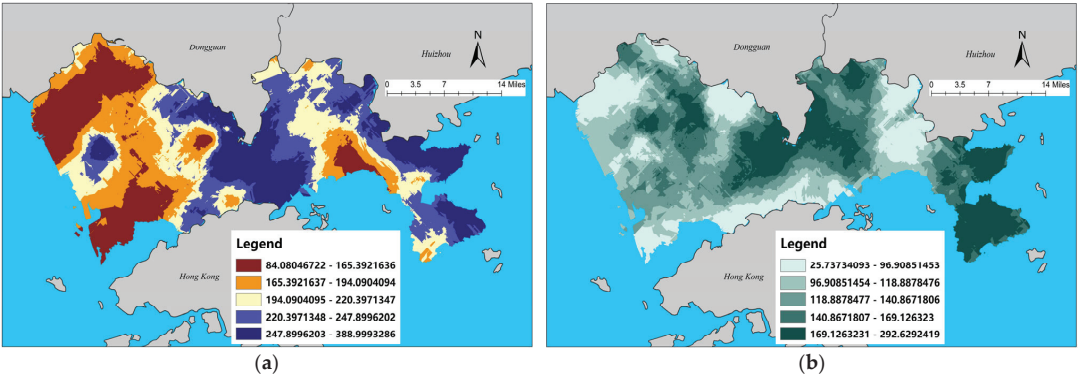 Dongguan
Huizhou
N
0 3.5 7 14 Miles
Hong Kong
Legend
84.08046722 - 165.3921636
165.3921637 - 194.0904094
194.0904095 - 220.3971347
220.3971348 - 247.8996202
247.8996203 - 388.9993286
(a)
Dongguan
Huizhou
N
0 3.5 7 14 Miles
Hong Kong
Legend
25.73734093 - 96.90851453
96.90851454 - 118.8878476
118.8878477 - 140.8671806
140.8671807 - 169.126323
169.1263231 - 292.6292419
(b)